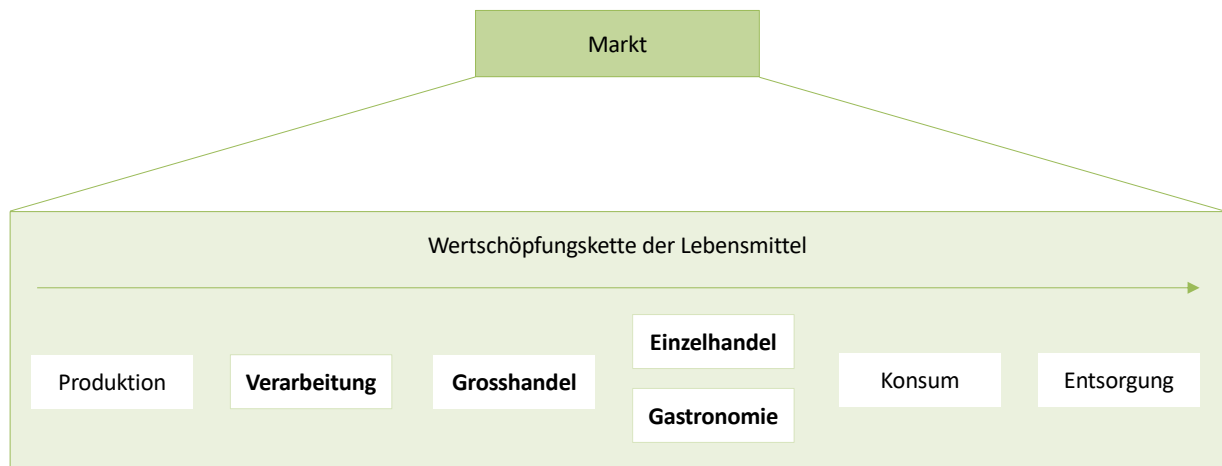 Markt
Wertschöpfungskette der Lebensmittel
Produktion
Verarbeitung
Grosshandel
Einzelhandel
Gastronomie
Konsum
Entsorgung